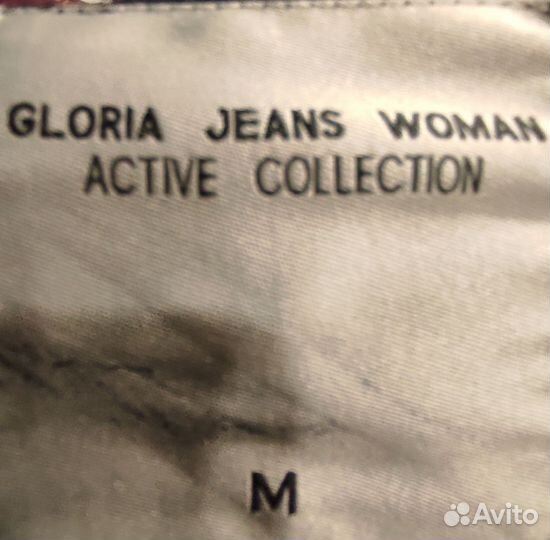 GLORIA JEANS WOMAN
ACTIVE COLLECTION
M
Avito